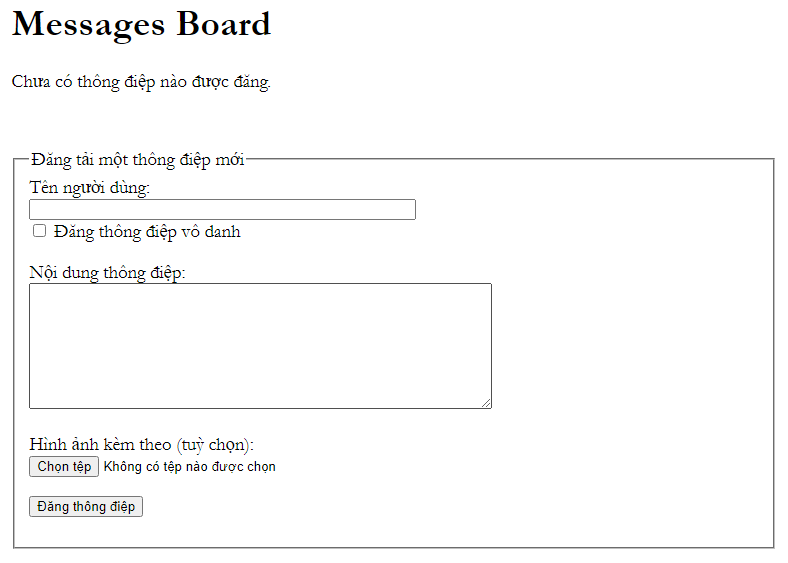 Messages Board
Chưa có thông điệp nào được đăng.
Đăng tải một thông điệp mới
Tên người dùng:
Đăng thông điệp vô danh
Nội dung thông điệp:
Hình ảnh kèm theo (tuỳ chọn):
Chọn tệp Không có tệp nào được chọn
Đăng thông điệp